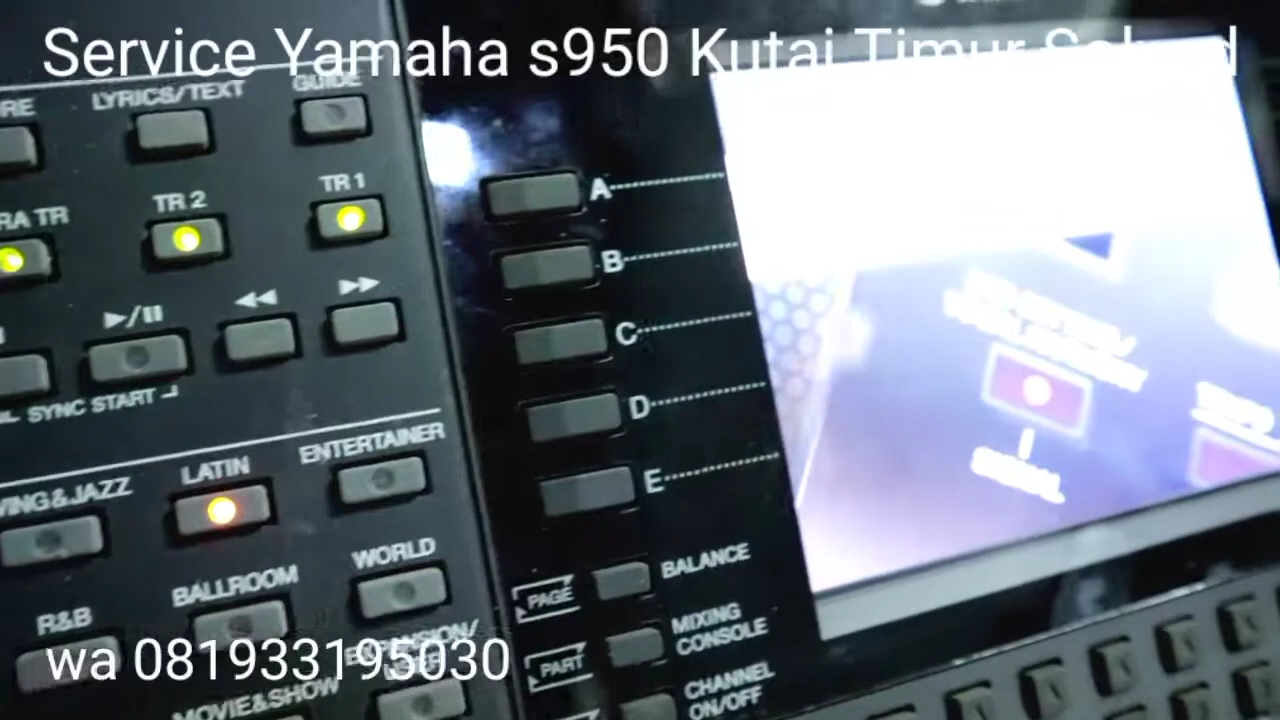 Service Yamaha s950 Kutai Timur
LYRICS/TEXT
GUIDE
TR 2
TR 1
SYNC START
LATIN
ENTERTAINER
R&B
BALLROOM
WORLD
EXPANSION/
MOVIE&SHOW
A
B
C
D
E
PAGE
BALANCE
PART
MIXING
CONSOLE
CHANNEL
ON/OFF
wa 081933195030